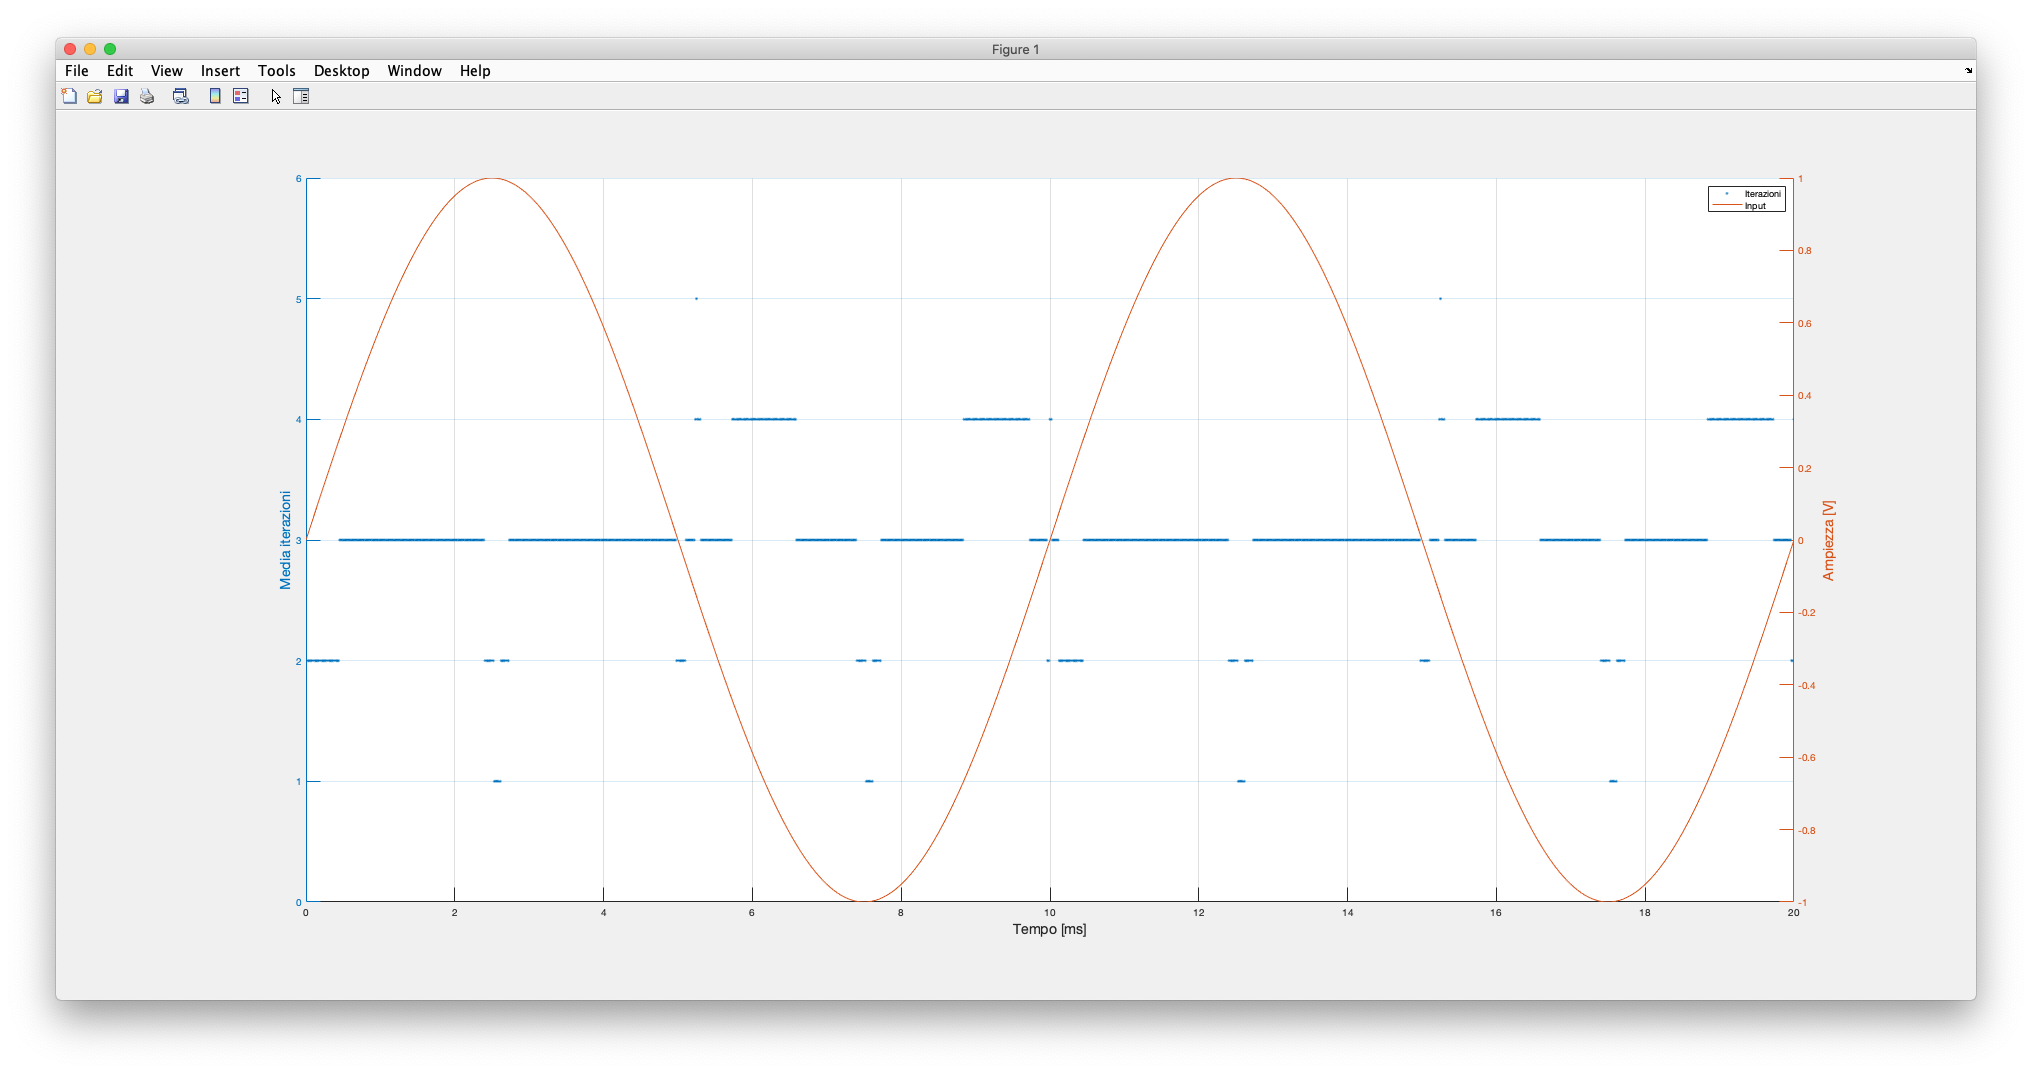 Figure 1
File Edit View Insert Tools Desktop Window Help
Iterazioni
Input
Media iterazioni
6
5
4
3
2
1
0
1
0.8
0.6
0.4
0.2
0
-0.2
-0.4
-0.6
-0.8
-1
Ampiezza [V]
0 2 4 6 8 10 12 14 16 18 20
Tempo [ms]